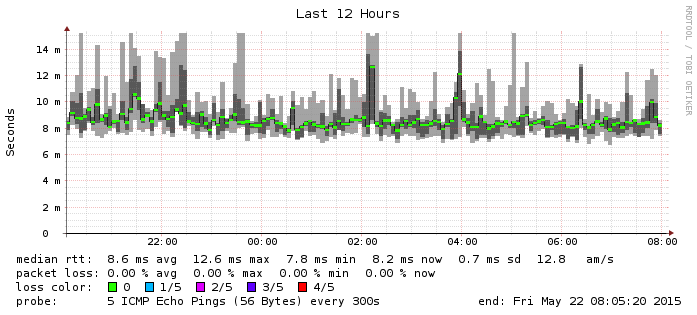 Last 12 Hours
RRDTOOL / TOBI OETIKER
Seconds
14 m
12 m
10 m
8 m
6 m
4 m
2 m
0
22:00 00:00 02:00 04:00 06:00 08:00
median rtt: 8.6 ms avg 12.6 ms max 7.8 ms min 8.2 ms now 0.7 ms sd 12.8 am/s
packet loss: 0.00 % avg 0.00 % max 0.00 % min 0.00 % now
loss color: 0 1/5 2/5 3/5 4/5
probe: 5 ICMP Echo Pings (56 Bytes) every 300s end: Fri May 22 08:05:20 2015